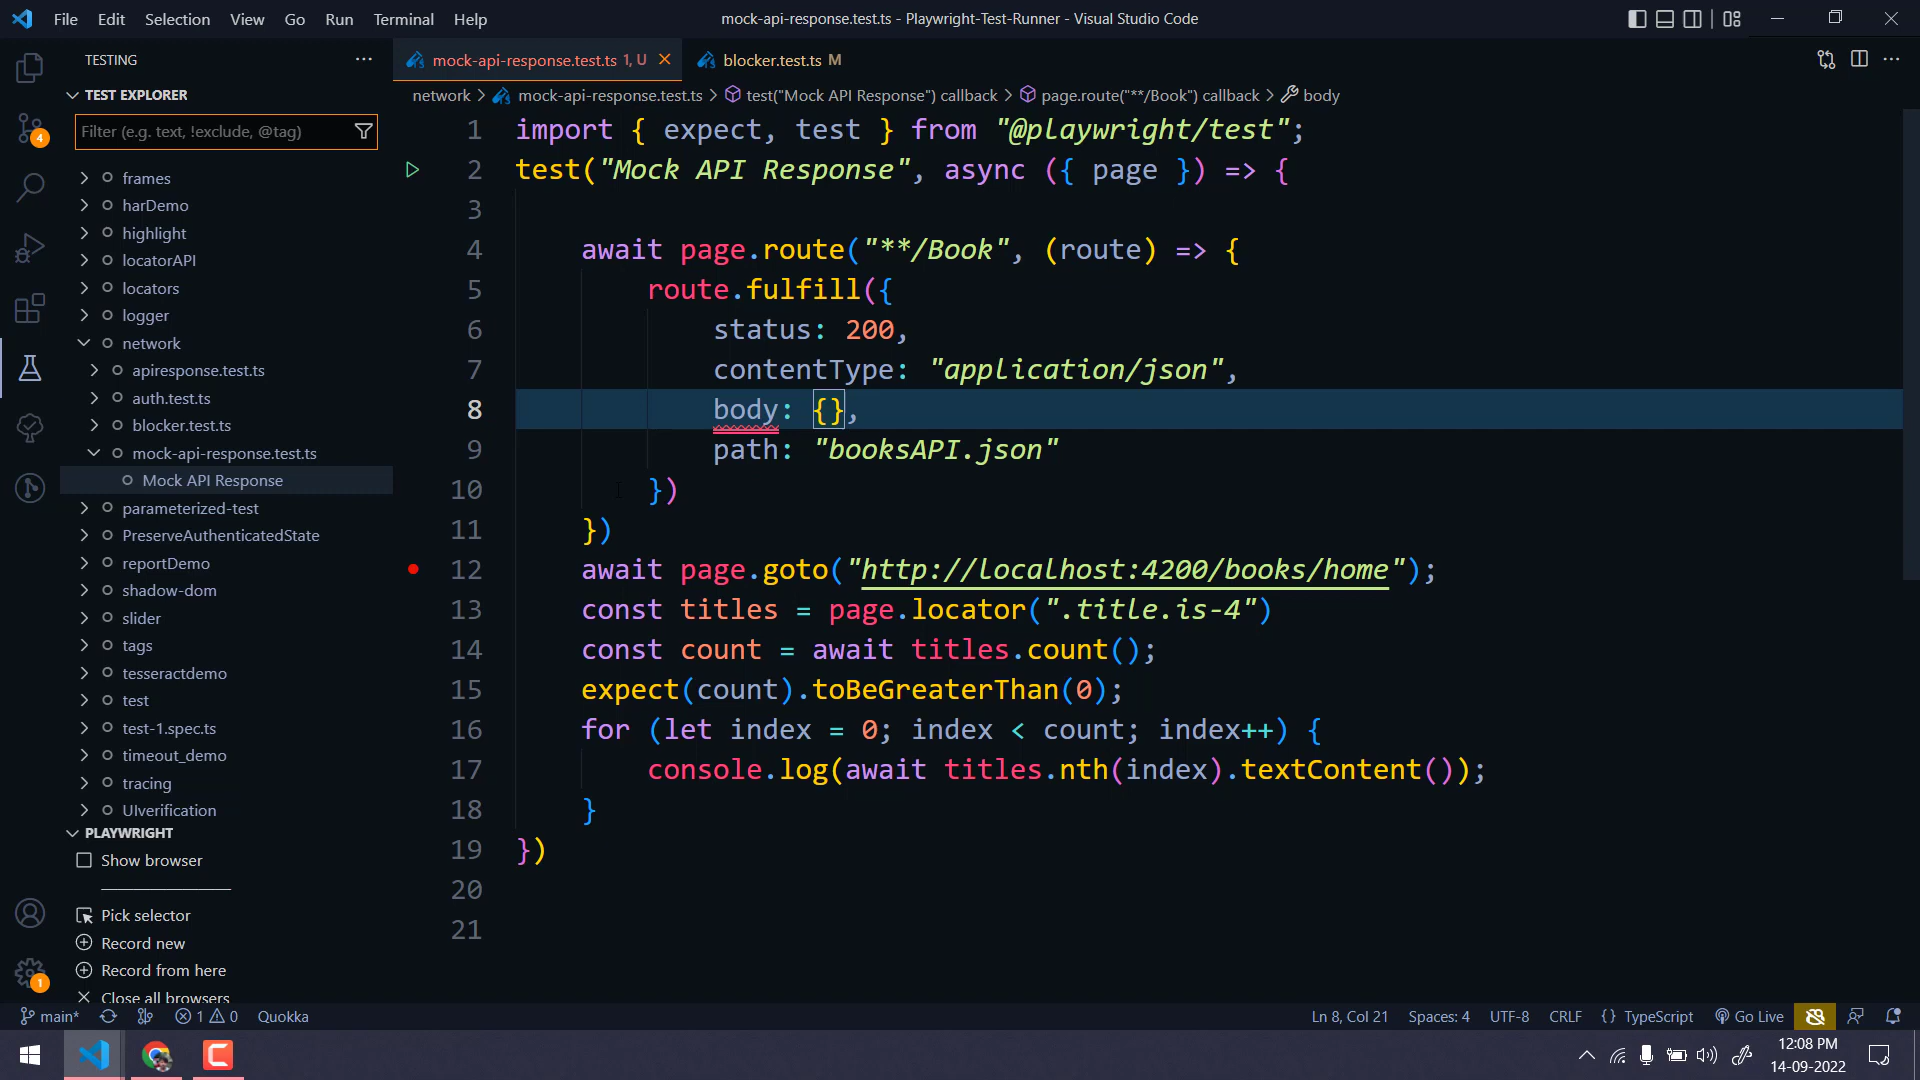 File Edit Selection View Go Run Terminal Help
mock-api-response.test.ts - Playwright-Test-Runner - Visual Studio Code
TESTING
mock-api-response.test.ts 1, U
blocker.test.ts M
TEST EXPLORER
network > mock-api-response.test.ts > test("Mock API Response") callback > page.route("**/Book") callback > body
Filter (e.g. text, !exclude, @tag)
frames
harDemo
highlight
locatorAPI
locators
logger
network
apiresponse.test.ts
auth.test.ts
blocker.test.ts
mock-api-response.test.ts
Mock API Response
parameterized-test
PreserveAuthenticatedState
reportDemo
shadow-dom
slider
tags
tesseractdemo
test
test-1.spec.ts
timeout_demo
tracing
UIverification
PLAYWRIGHT
Show browser
Pick selector
Record new
Record from here
Close all browsers
4
1
1 import { expect, test } from "@playwright/test";
2 test("Mock API Response", async ({ page }) => {
3
4 await page.route("**/Book", (route) => {
5 route.fulfill({
6 status: 200,
7 contentType: "application/json",
8 body: {},
9 path: "booksAPI.json"
10 })
11 })
12 await page.goto("http://localhost:4200/books/home");
13 const titles = page.locator(".title.is-4")
14 const count = await titles.count();
15 expect(count).toBeGreaterThan(0);
16 for (let index = 0; index < count; index++) {
17 console.log(await titles.nth(index).textContent());
18 }
19 })
20
21
main* 1 0 Quokka
Ln 8, Col 21 Spaces: 4 UTF-8 CRLF { } TypeScript Go Live
12:08 PM
14-09-2022